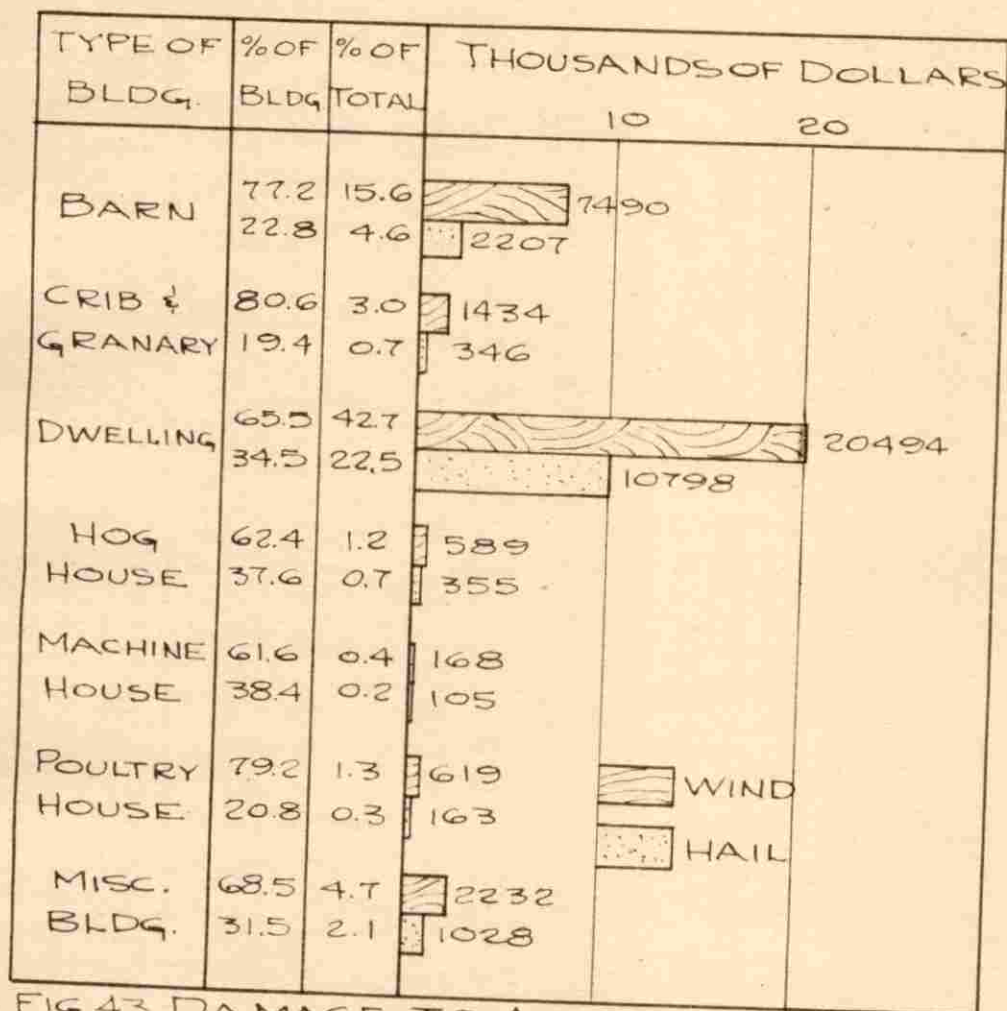 TYPE OF BLDG. % OF BLDG % OF TOTAL THOUSANDS OF DOLLARS
10 20
BARN 77.2 15.6 7490
22.8 4.6 2207
CRIB & 80.6 3.0 1434
GRANARY 19.4 0.7 346
DWELLING 65.5 42.7 20494
34.5 22.5 10798
HOG 62.4 1.2 589
HOUSE 37.6 0.7 355
MACHINE 61.6 0.4 168
HOUSE 38.4 0.2 105
POULTRY 79.2 1.3 619 WIND
HOUSE 20.8 0.3 163 HAIL
MISC. 68.5 4.7 2232
BLDG. 31.5 2.1 1028
FIG 43 DAMAGE TO